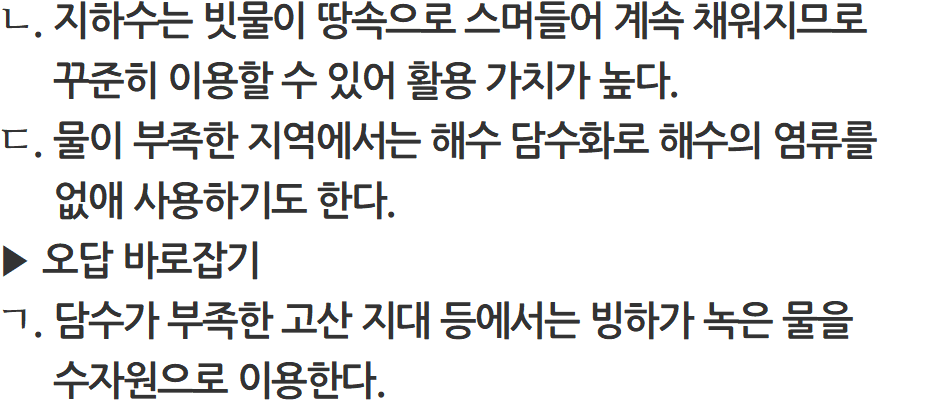 ㄴ. 지하수는 빗물이 땅속으로 스며들어 계속 채워지므로
꾸준히 이용할 수 있어 활용 가치가 높다.
ㄷ. 물이 부족한 지역에서는 해수 담수화로 해수의 염류를
없애 사용하기도 한다.
▶ 오답 바로잡기
ㄱ. 담수가 부족한 고산 지대 등에서는 빙하가 녹은 물을
수자원으로 이용한다.